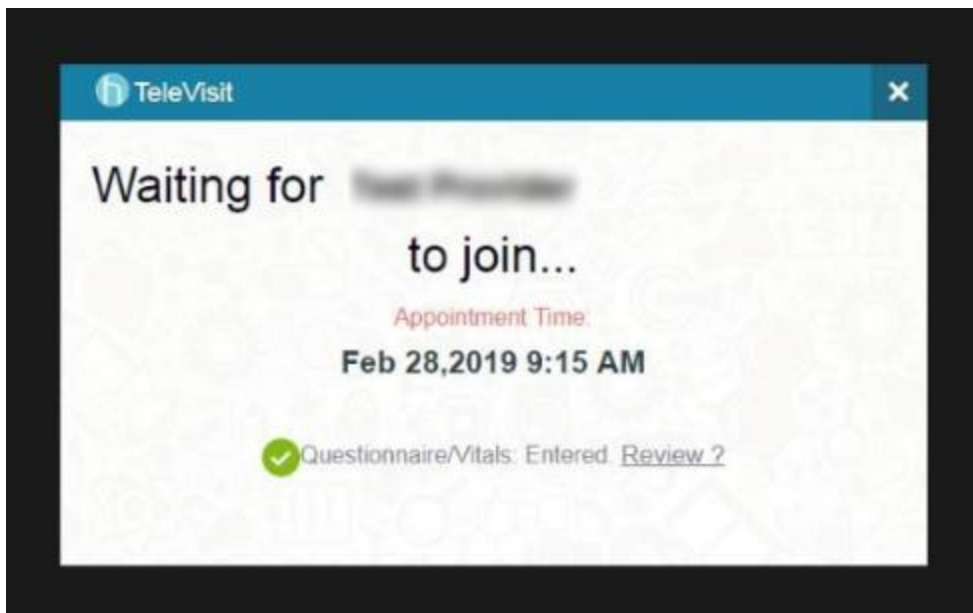 TeleVisit
Waiting for
to join...
Appointment Time:
Feb 28,2019 9:15 AM
Questionnaire/Vitals: Entered. Review ?